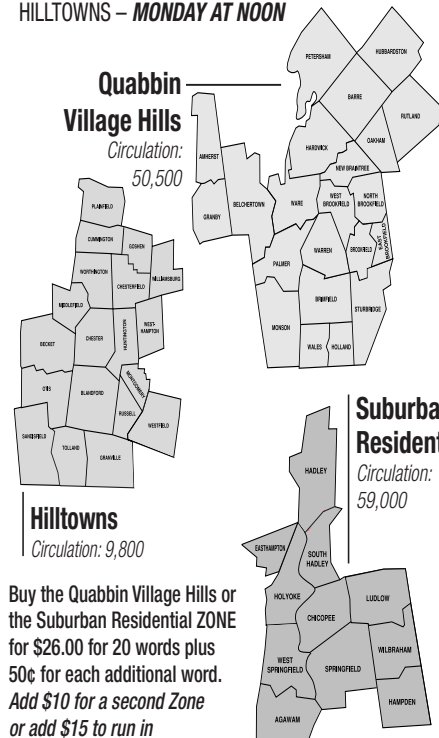 HILLTOWNS – MONDAY AT NOON
Quabbin
Village Hills
Circulation:
50,500
PETERSHAM
HUBBARDSTON
BARRE
RUTLAND
HARDWICK
OAKHAM
NEW BRAINTREE
AMHERST
BELCHERTOWN
GRANBY
WARE
WEST
BROOKFIELD
NORTH
BROOKFIELD
EAST
BROOKFIELD
WARREN
BROOKFIELD
PALMER
BRIMFIELD
STURBRIDGE
MONSON
WALES
HOLLAND
PLAINFIELD
CUMMINGTON
GOSHEN
WORTHINGTON
WILLIAMSBURG
CHESTERFIELD
MIDDLEFIELD
WEST-
HAMPTON
HUNTINGTON
CHESTER
BECKET
MONTGOMERY
OTIS
BLANDFORD
RUSSELL
WESTFIELD
SANDISFIELD
TOLLAND
GRANVILLE
Hilltowns
Circulation: 9,800
Suburba
Resident
Circulation:
59,000
HADLEY
EASTHAMPTON
SOUTH
HADLEY
HOLYOKE
CHICOPEE
LUDLOW
WEST
SPRINGFIELD
SPRINGFIELD
WILBRAHAM
HAMPDEN
AGAWAM
Buy the Quabbin Village Hills or
the Suburban Residential ZONE
for $26.00 for 20 words plus
50¢ for each additional word.
Add $10 for a second Zone
or add $15 to run in